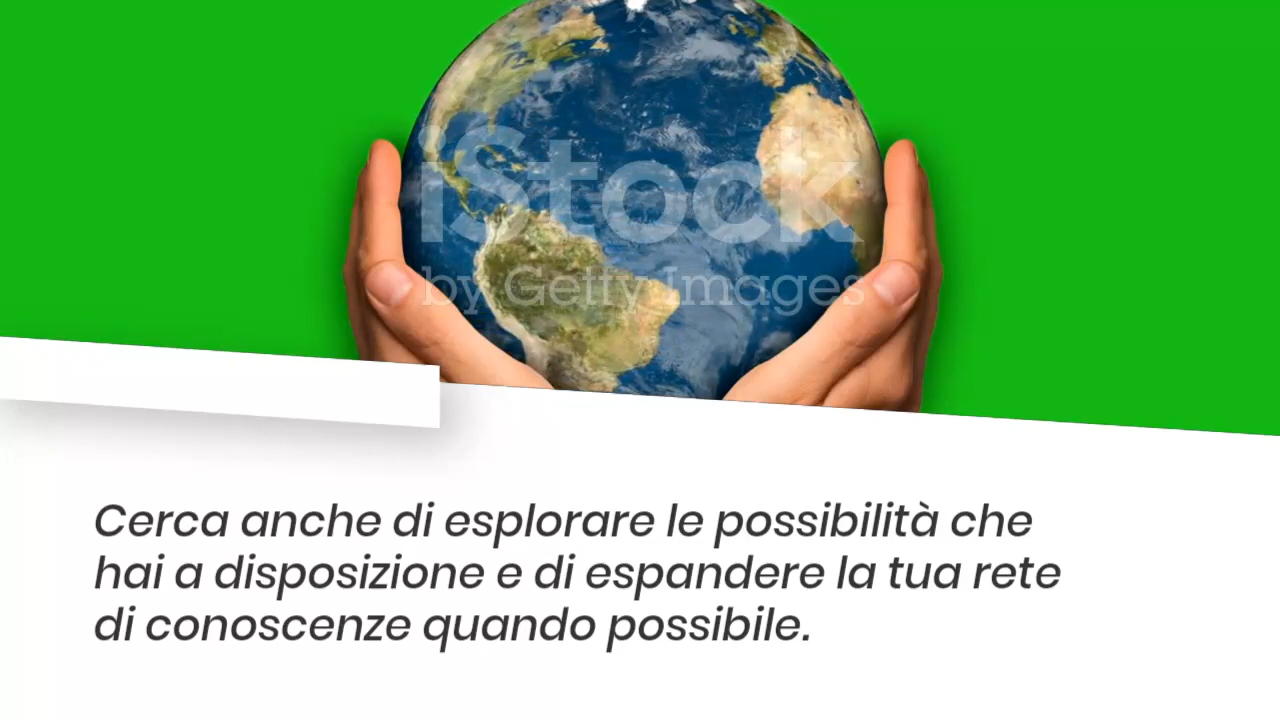 iStock
by Getty Images
Cerca anche di esplorare le possibilità che
hai a disposizione e di espandere la tua rete
di conoscenze quando possibile.